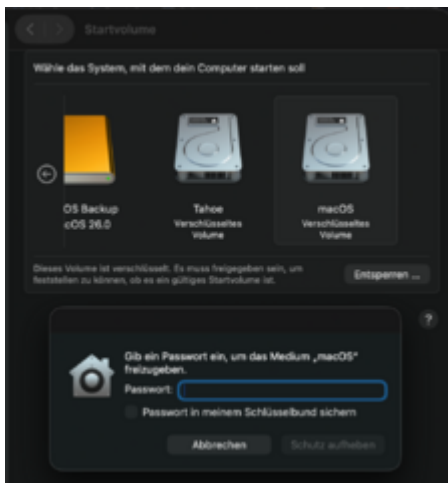 Startvolume
Wähle das System, mit dem dein Computer starten soll
OS Backup
cOS 26.0
Tahoe
Verschlüsseltes
Volume
macOS
Verschlüsseltes
Volume
Dieses Volume ist verschlüsselt. Es muss freigegeben sein, um
feststellen zu können, ob es ein gültiges Startvolume ist.
Entsperren ...
?
Gib ein Passwort ein, um das Medium „macOS“
freizugeben.
Passwort:
Passwort in meinem Schlüsselbund sichern
Abbrechen
Schutz aufheben